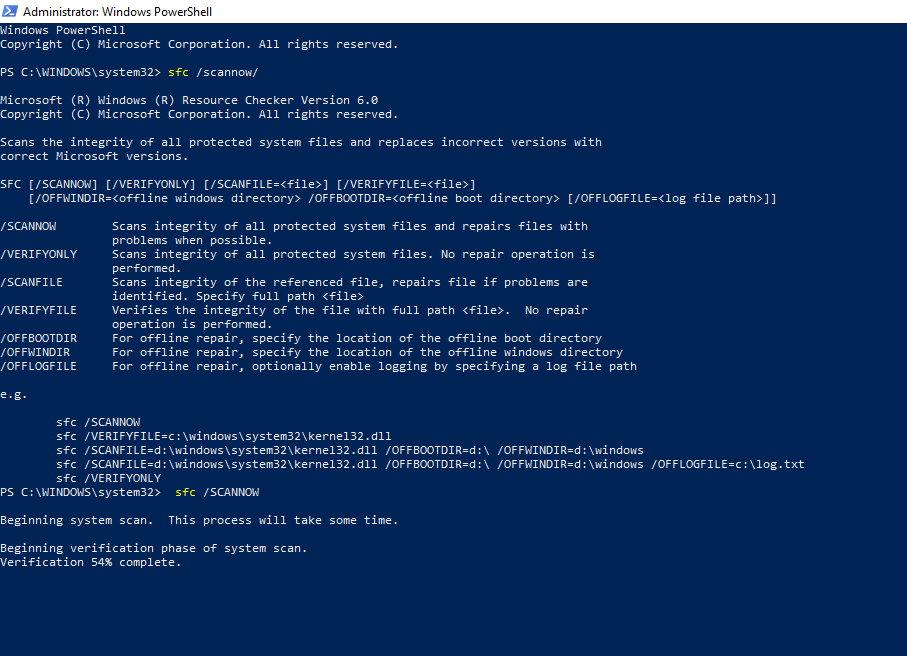 Administrator: Windows PowerShell
Windows PowerShell
Copyright (C) Microsoft Corporation. All rights reserved.
PS C:\WINDOWS\system32> sfc /scannow/
Microsoft (R) Windows (R) Resource Checker Version 6.0
Copyright (C) Microsoft Corporation. All rights reserved.
Scans the integrity of all protected system files and replaces incorrect versions with
correct Microsoft versions.
SFC [/SCANNOW] [/VERIFYONLY] [/SCANFILE=<file>] [/VERIFYFILE=<file>]
[/OFFWINDIR=<offline windows directory> /OFFBOOTDIR=<offline boot directory> [/OFFLOGFILE=<log file path>]]
/SCANNOW Scans integrity of all protected system files and repairs files with
problems when possible.
/VERIFYONLY Scans integrity of all protected system files. No repair operation is
performed.
/SCANFILE Scans integrity of the referenced file, repairs file if problems are
identified. Specify full path <file>
/VERIFYFILE Verifies the integrity of the file with full path <file>. No repair
operation is performed.
/OFFBOOTDIR For offline repair, specify the location of the offline boot directory
/OFFWINDIR For offline repair, specify the location of the offline windows directory
/OFFLOGFILE For offline repair, optionally enable logging by specifying a log file path
e.g.
sfc /SCANNOW
sfc /VERIFYFILE=c:\windows\system32\kernel32.dll
sfc /SCANFILE=d:\windows\system32\kernel32.dll /OFFBOOTDIR=d:\ /OFFWINDIR=d:\windows
sfc /SCANFILE=d:\windows\system32\kernel32.dll /OFFBOOTDIR=d:\ /OFFWINDIR=d:\windows /OFFLOGFILE=c:\log.txt
sfc /VERIFYONLY
PS C:\WINDOWS\system32> sfc /SCANNOW
Beginning system scan. This process will take some time.
Beginning verification phase of system scan.
Verification 54% complete.